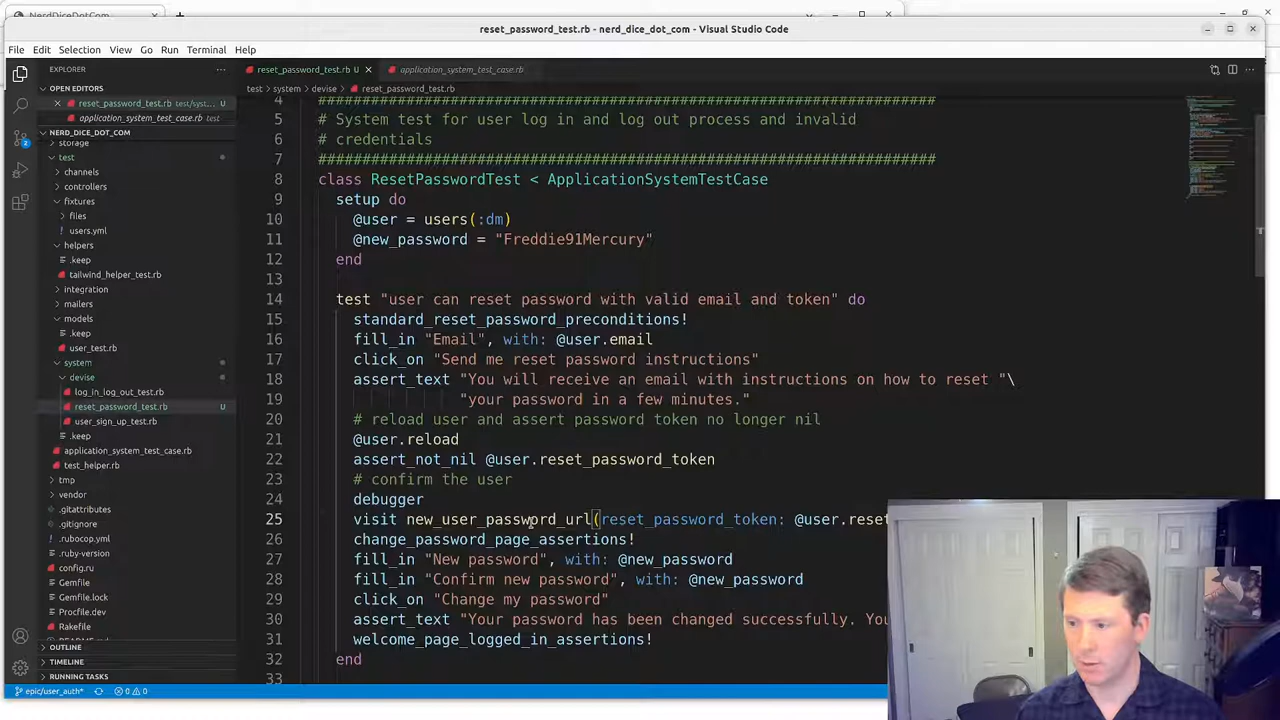 NerdDiceDotCom
reset_password_test.rb - nerd_dice_dot_com - Visual Studio Code
File Edit Selection View Go Run Terminal Help
EXPLORER
reset_password_test.rb U
application_system_test_case.rb
OPEN EDITORS
test > system > devise > reset_password_test.rb
reset_password_test.rb test/syst... U
application_system_test_case.rb test
NERD_DICE_DOT_COM
storage
test
channels
controllers
fixtures
files
users.yml
helpers
.keep
tailwind_helper_test.rb
integration
mailers
models
.keep
user_test.rb
system
devise
log_in_log_out_test.rb
reset_password_test.rb U
user_sign_up_test.rb
.keep
application_system_test_case.rb
test_helper.rb
tmp
vendor
.gitattributes
.gitignore
.rubocop.yml
.ruby-version
config.ru
Gemfile
Gemfile.lock
Procfile.dev
Rakefile
OUTLINE
TIMELINE
RUNNING TASKS
4 ######################################################################
5 # System test for user log in and log out process and invalid
6 # credentials
7 ######################################################################
8 class ResetPasswordTest < ApplicationSystemTestCase
9 setup do
10 @user = users(:dm)
11 @new_password = "Freddie91Mercury"
12 end
13
14 test "user can reset password with valid email and token" do
15 standard_reset_password_preconditions!
16 fill_in "Email", with: @user.email
17 click_on "Send me reset password instructions"
18 assert_text "You will receive an email with instructions on how to reset "\
19 "your password in a few minutes."
20 # reload user and assert password token no longer nil
21 @user.reload
22 assert_not_nil @user.reset_password_token
23 # confirm the user
24 debugger
25 visit new_user_password_url(reset_password_token: @user.rese
26 change_password_page_assertions!
27 fill_in "New password", with: @new_password
28 fill_in "Confirm new password", with: @new_password
29 click_on "Change my password"
30 assert_text "Your password has been changed successfully. Yo
31 welcome_page_logged_in_assertions!
32 end
33
epic/user_auth* 0 0